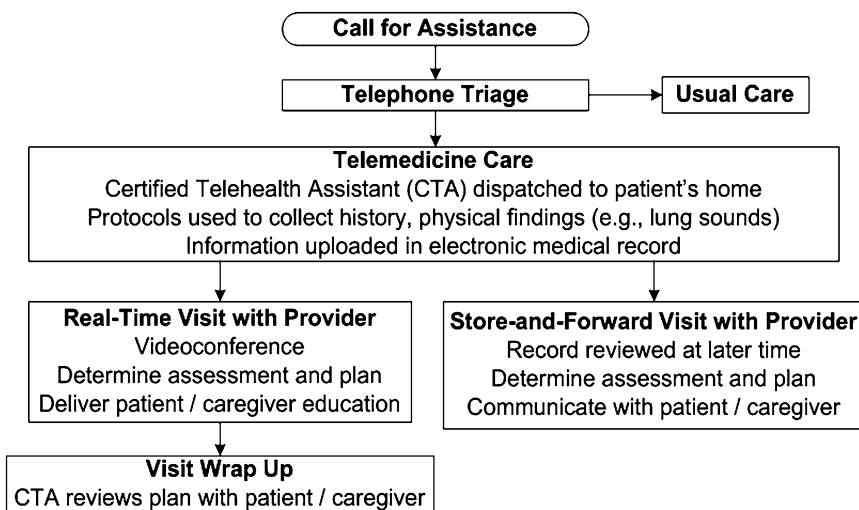 Call for Assistance
Telephone Triage
Usual Care
Telemedicine Care
Certified Telehealth Assistant (CTA) dispatched to patient's home
Protocols used to collect history, physical findings (e.g., lung sounds)
Information uploaded in electronic medical record
Real-Time Visit with Provider
Videoconference
Determine assessment and plan
Deliver patient / caregiver education
Store-and-Forward Visit with Provider
Record reviewed at later time
Determine assessment and plan
Communicate with patient / caregiver
Visit Wrap Up
CTA reviews plan with patient / caregiver